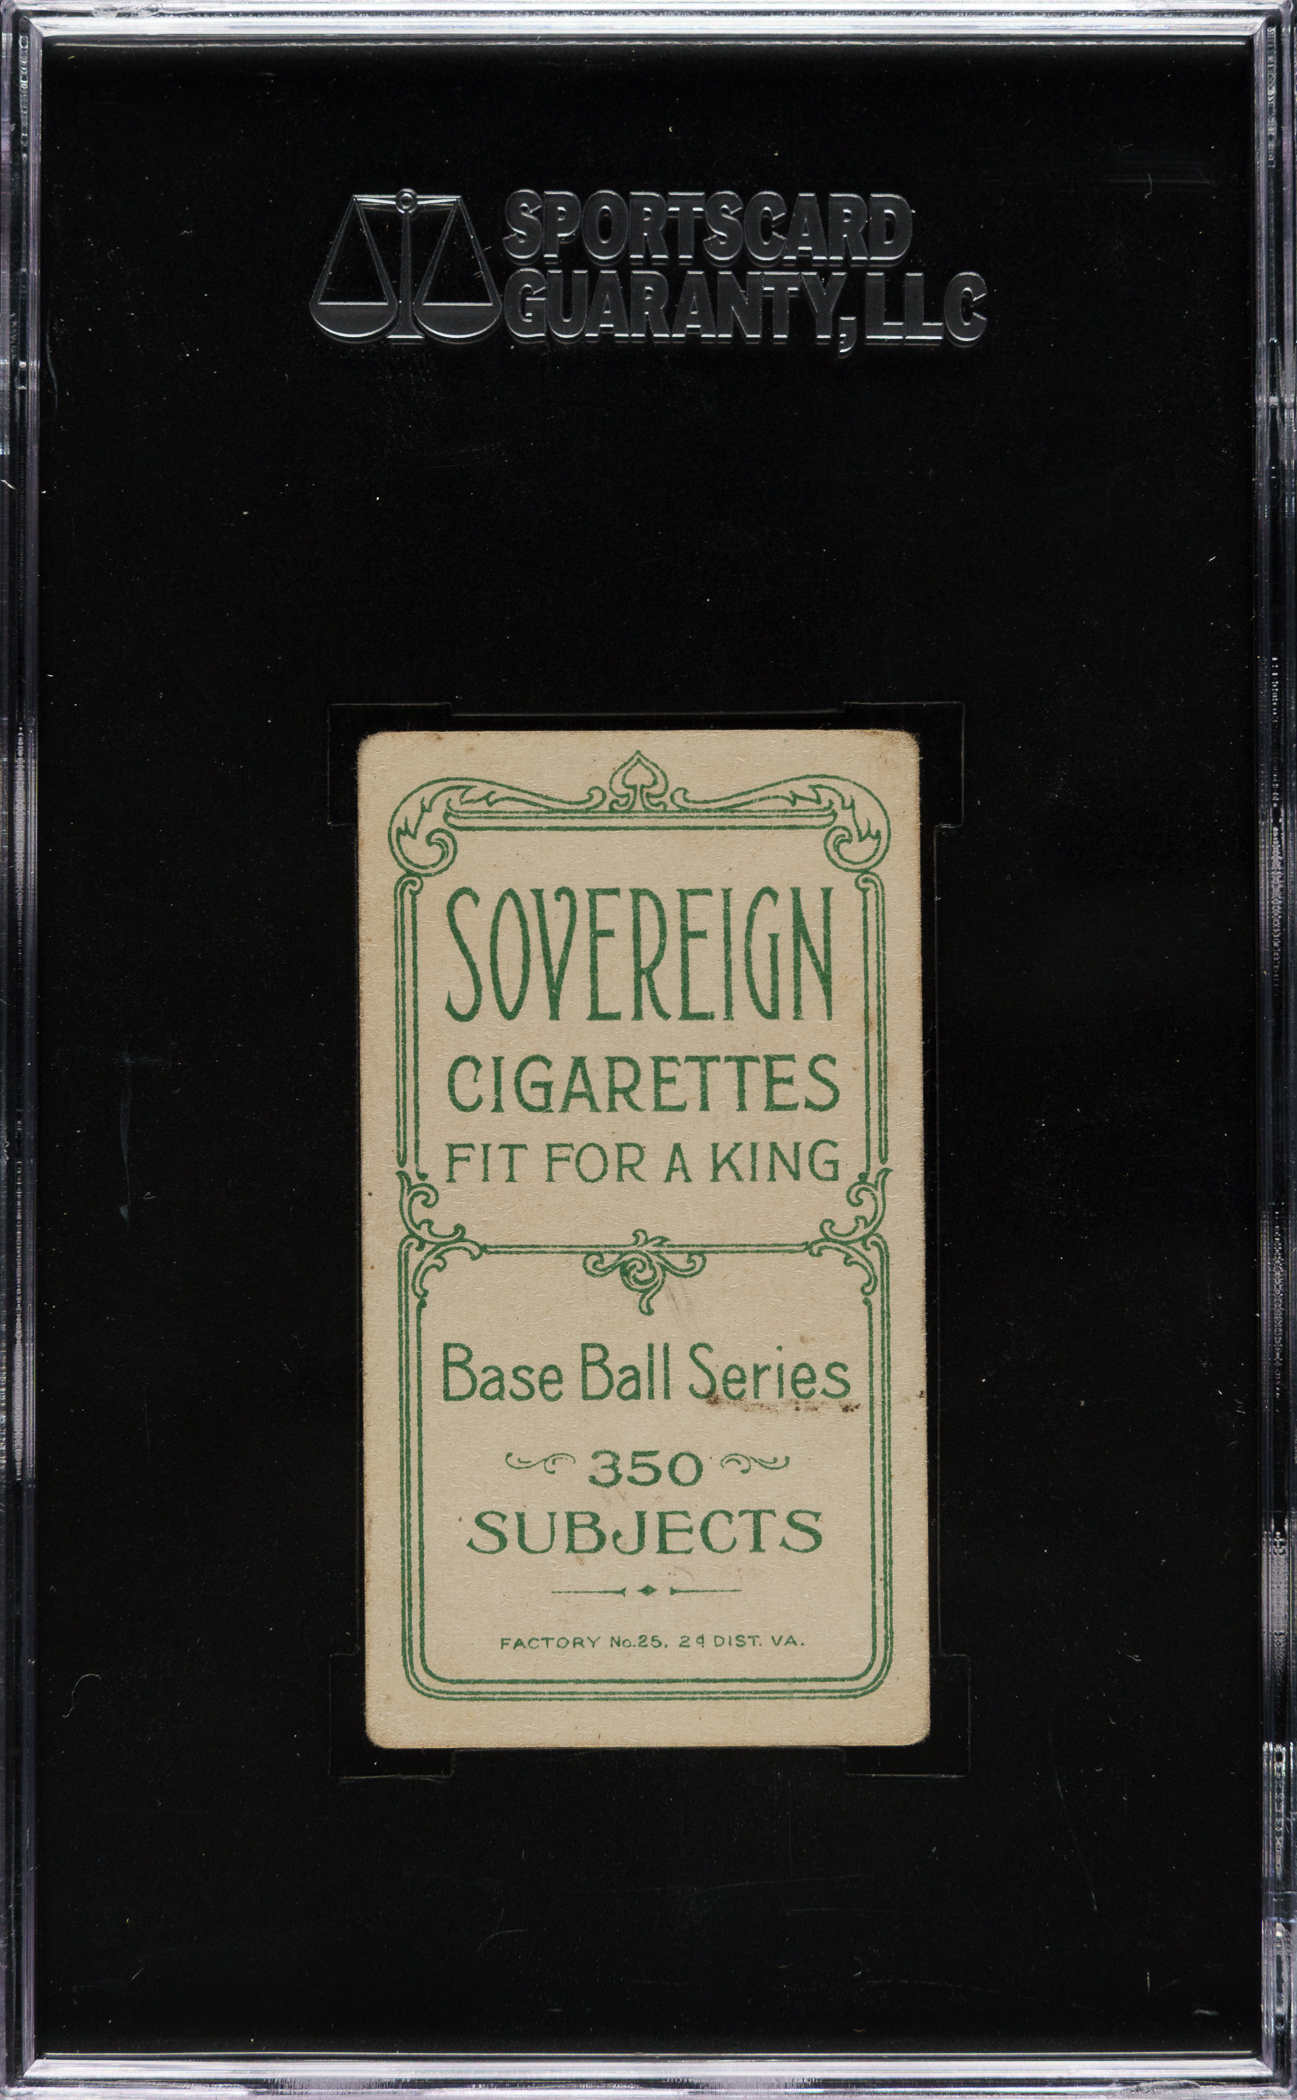 SPORTSCARD
GUARANTY, LLC
SOVEREIGN
CIGARETTES
FIT FOR A KING
Base Ball Series
350
SUBJECTS
FACTORY No. 25, 2d DIST. VA.